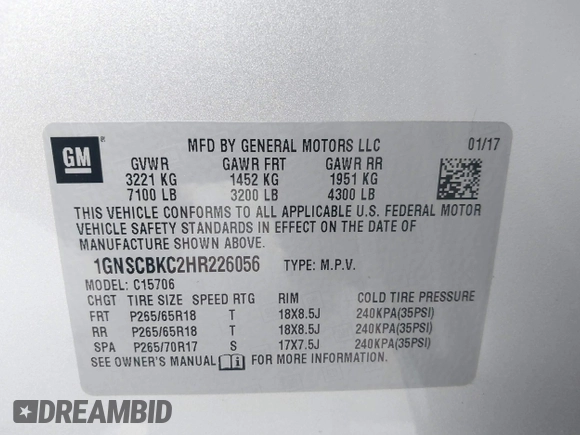 GM ®
MFD BY GENERAL MOTORS LLC 01/17
GVWR GAWR FRT GAWR RR
3221 KG 1452 KG 1951 KG
7100 LB 3200 LB 4300 LB
THIS VEHICLE CONFORMS TO ALL APPLICABLE U.S. FEDERAL MOTOR
VEHICLE SAFETY STANDARDS IN EFFECT ON THE DATE OF
MANUFACTURE SHOWN ABOVE.
1GNSCBKC2HR226056 TYPE: M.P.V.
MODEL: C15706
CHGT TIRE SIZE SPEED RTG RIM COLD TIRE PRESSURE
FRT P265/65R18 T 18X8.5J 240KPA(35PSI)
RR P265/65R18 T 18X8.5J 240KPA(35PSI)
SPA P265/70R17 S 17X7.5J 240KPA(35PSI)
SEE OWNER'S MANUAL i FOR MORE INFORMATION.
DREAMBID